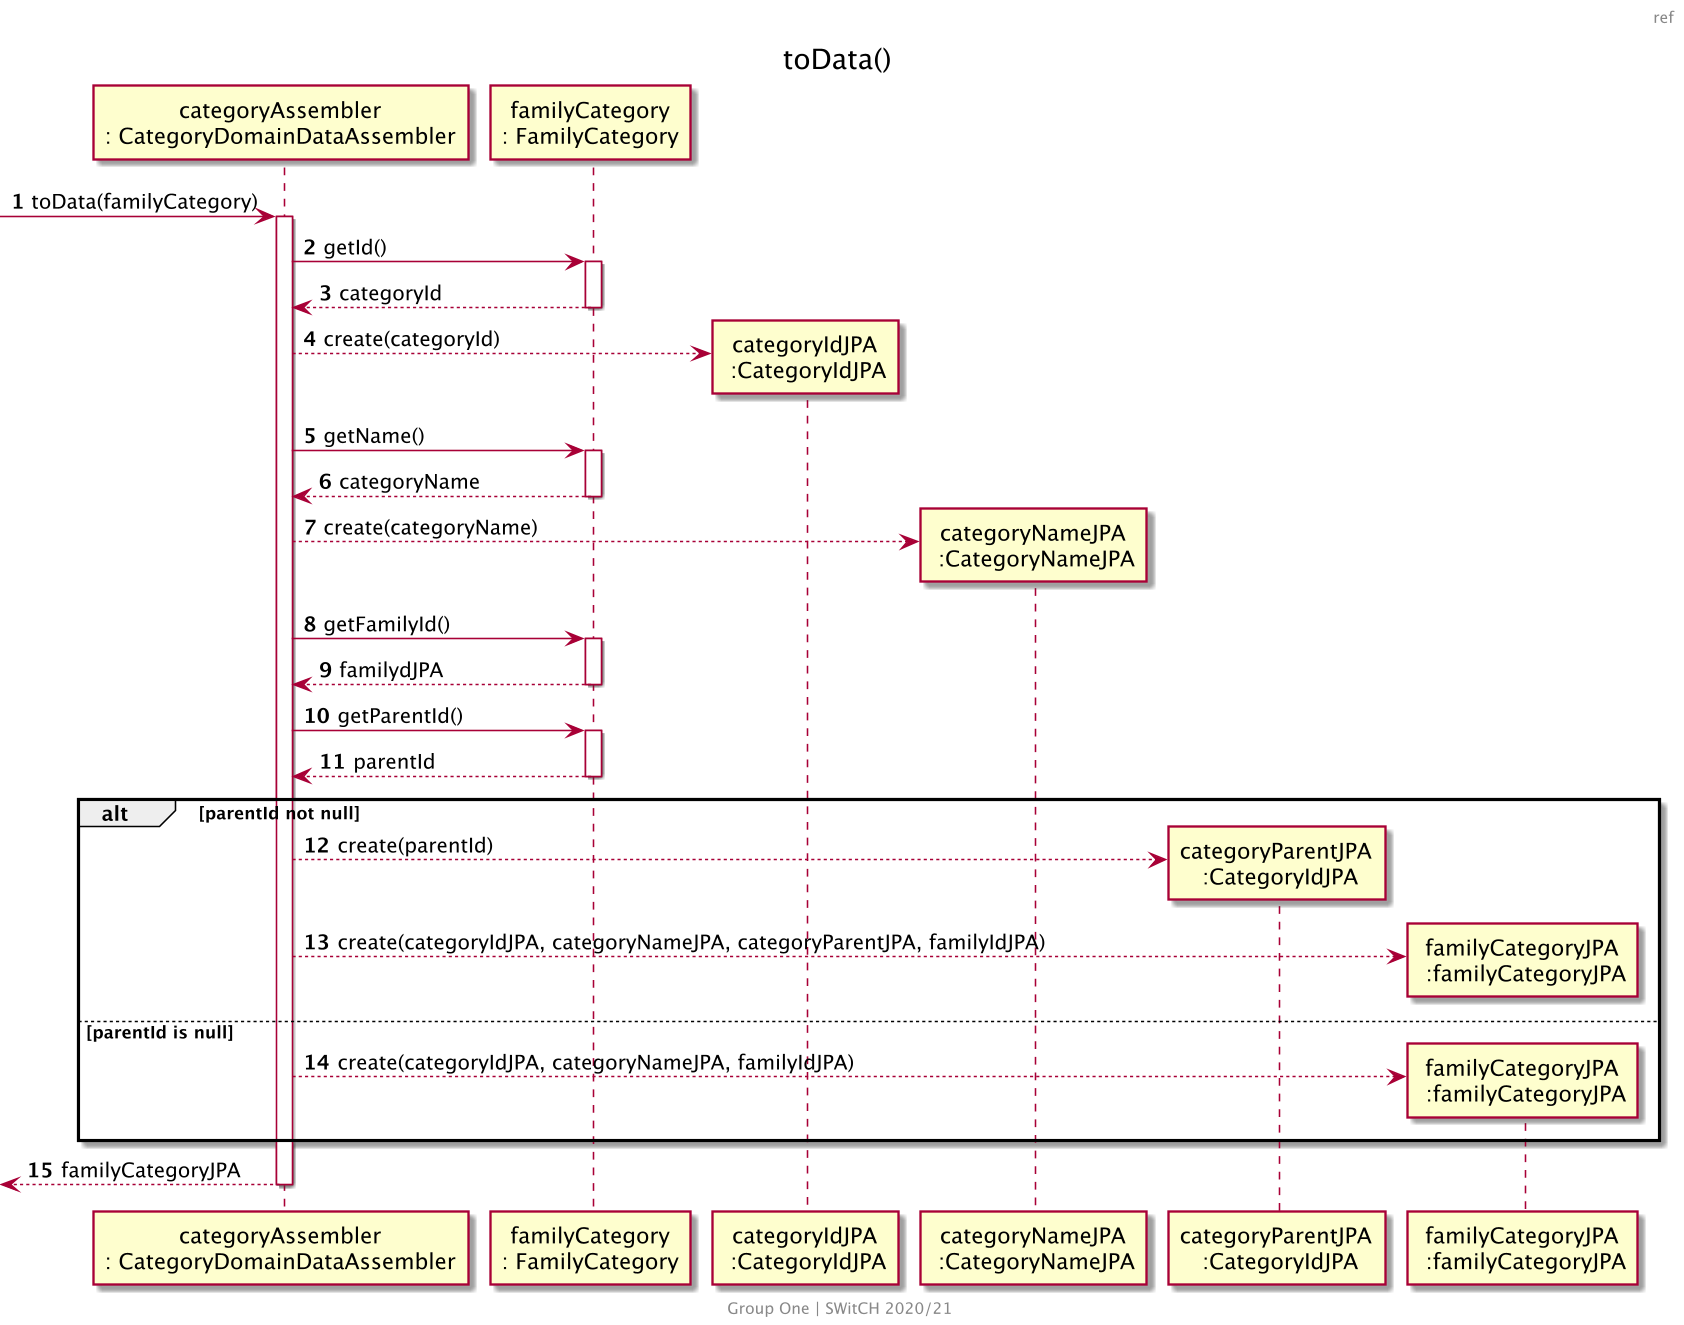 ref
toData()
categoryAssembler
: CategoryDomainDataAssembler
familyCategory
: FamilyCategory
1 toData(familyCategory)
2 getId()
3 categoryId
4 create(categoryId)
categoryIdJPA
:CategoryIdJPA
5 getName()
6 categoryName
7 create(categoryName)
categoryNameJPA
:CategoryNameJPA
8 getFamilyId()
9 familydJPA
10 getParentId()
11 parentId
alt [parentId not null]
12 create(parentId)
categoryParentJPA
:CategoryIdJPA
13 create(categoryIdJPA, categoryNameJPA, categoryParentJPA, familyIdJPA)
familyCategoryJPA
:familyCategoryJPA
[parentId is null]
14 create(categoryIdJPA, categoryNameJPA, familyIdJPA)
familyCategoryJPA
:familyCategoryJPA
15 familyCategoryJPA
categoryAssembler
: CategoryDomainDataAssembler
familyCategory
: FamilyCategory
categoryIdJPA
:CategoryIdJPA
categoryNameJPA
:CategoryNameJPA
categoryParentJPA
:CategoryIdJPA
familyCategoryJPA
:familyCategoryJPA
Group One | SWitCH 2020/21